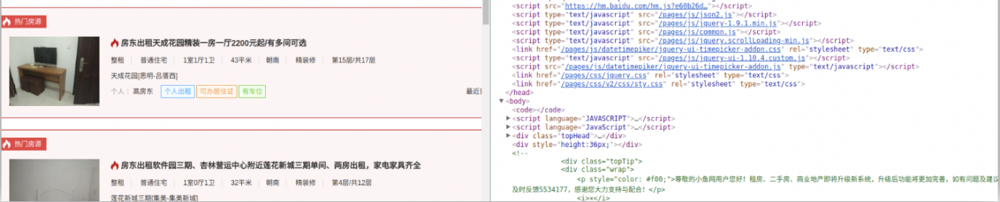 热门房源
房东出租天成花园精装一房一厅2200元起/有多间可选
整租 普通住宅 1室1厅1卫 43平米 朝南 精装修 第15层/共17层
天成花园[思明-吕厝西]
个人： 高房东 个人出租 可办居住证 有车位 最近
热门房源
房东出租软件园三期、杏林营运中心附近莲花新城三期单间、两房出租，家电家具齐全
整租 普通住宅 1室0厅1卫 32平米 朝南 精装修 第4层/共12层
莲花新城三期[集美-集美新城]
<script src="https://hm.baidu.com/hm.js?e60b26d…"></script>
<script type="text/javascript" src="/pages/js/json2.js"></script>
<script type="text/javascript" src="/pages/js/jquery-1.9.1.min.js"></script>
<script type="text/javascript" src="/pages/js/common.js"></script>
<script type="text/javascript" src="/pages/js/jquery.scrollLoading-min.js"></script>
<link href="/pages/js/datetimepiker/jquery-ui-timepicker-addon.css" rel="stylesheet" type="text/css">
<script type="text/javascript" src="/pages/js/jquery-ui-1.10.4.custom.js"></script>
<script src="/pages/js/datetimepiker/jquery-ui-timepicker-addon.js" type="text/javascript"></script>
<link href="/pages/css/jquery.css" rel="stylesheet" type="text/css">
<link href="/pages/css/v2/css/sty.css" rel="stylesheet" type="text/css">
</head>
▼<body>
<code></code>
▶<script language="JAVASCRIPT">…</script>
▶<script language="JavaScript">…</script>
▶<div class="topHead">…</div>
<div style="height:36px;"></div>
<!--
<div class="topTip">
<div class="wrap">
<p style="color: #f00;">尊敬的小鱼网用户您好！租房、二手房、商业地产即将升级新系统，升级后功能将更加完善，如有问题及建议
及时反馈5534177，感谢您大力支持与配合！</p>
<i>×</i>